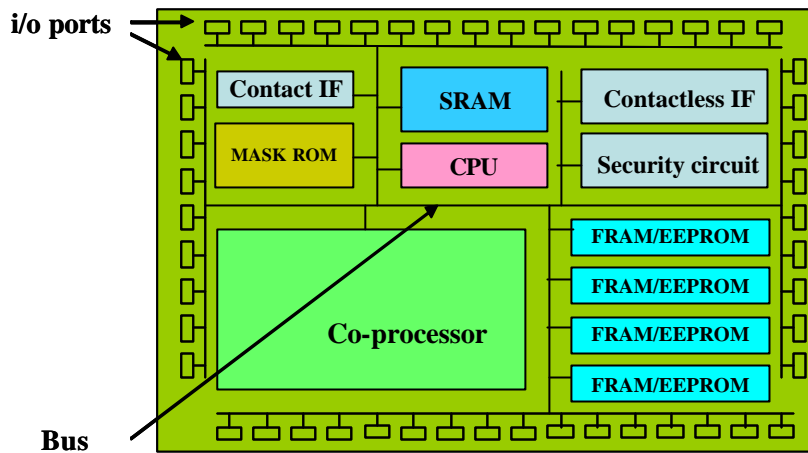 i/o ports
Contact IF
SRAM
Contactless IF
MASK ROM
CPU
Security circuit
FRAM/EEPROM
FRAM/EEPROM
Co-processor
FRAM/EEPROM
FRAM/EEPROM
Bus